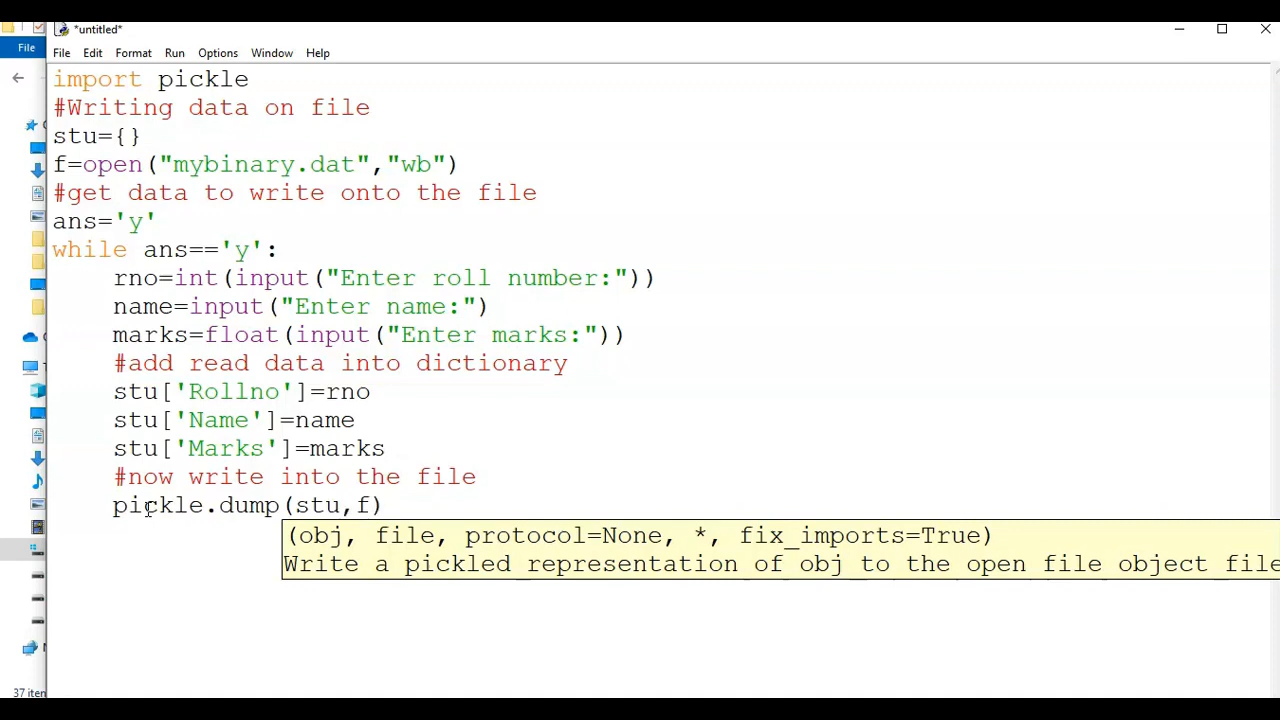 *untitled*
File
File Edit Format Run Options Window Help
import pickle
#Writing data on file
stu={}
f=open("mybinary.dat","wb")
#get data to write onto the file
ans='y'
while ans=='y':
rno=int(input("Enter roll number:"))
name=input("Enter name:")
marks=float(input("Enter marks:"))
#add read data into dictionary
stu['Rollno']=rno
stu['Name']=name
stu['Marks']=marks
#now write into the file
pickle.dump(stu,f)
(obj, file, protocol=None, *, fix_imports=True)
Write a pickled representation of obj to the open file object file
37 iten